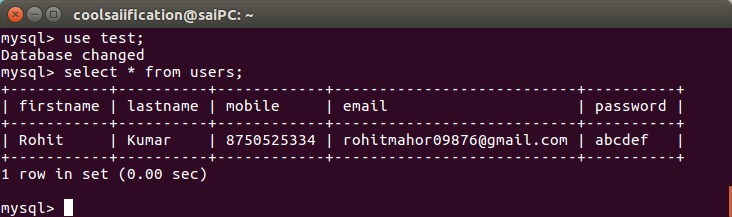 coolsaiification@saiPC: ~
mysql> use test;
Database changed
mysql> select * from users;
+-----------+----------+------------+---------------------------+----------+
| firstname | lastname | mobile     | email                     | password |
+-----------+----------+------------+---------------------------+----------+
| Rohit     | Kumar    | 8750525334 | rohitmahor09876@gmail.com | abcdef   |
+-----------+----------+------------+---------------------------+----------+
1 row in set (0.00 sec)
mysql>